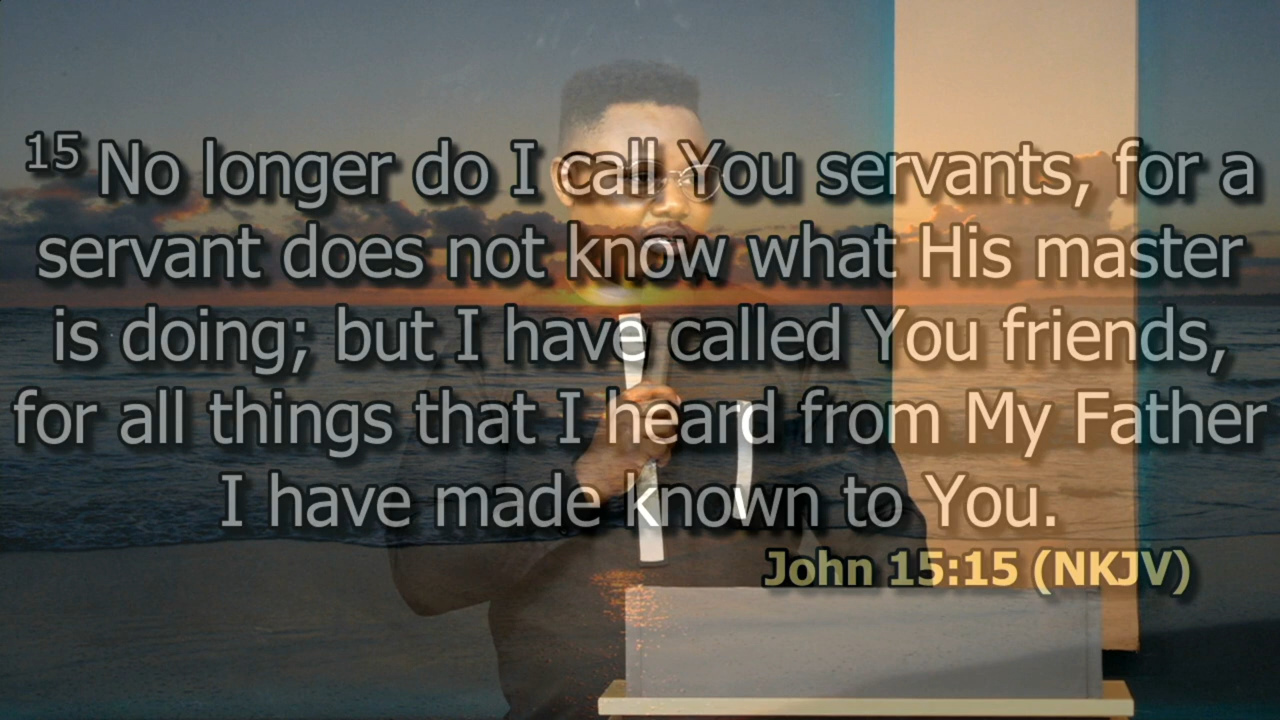 15 No longer do I call You servants, for a
servant does not know what His master
is doing; but I have called You friends,
for all things that I heard from My Father
I have made known to You.
John 15:15 (NKJV)